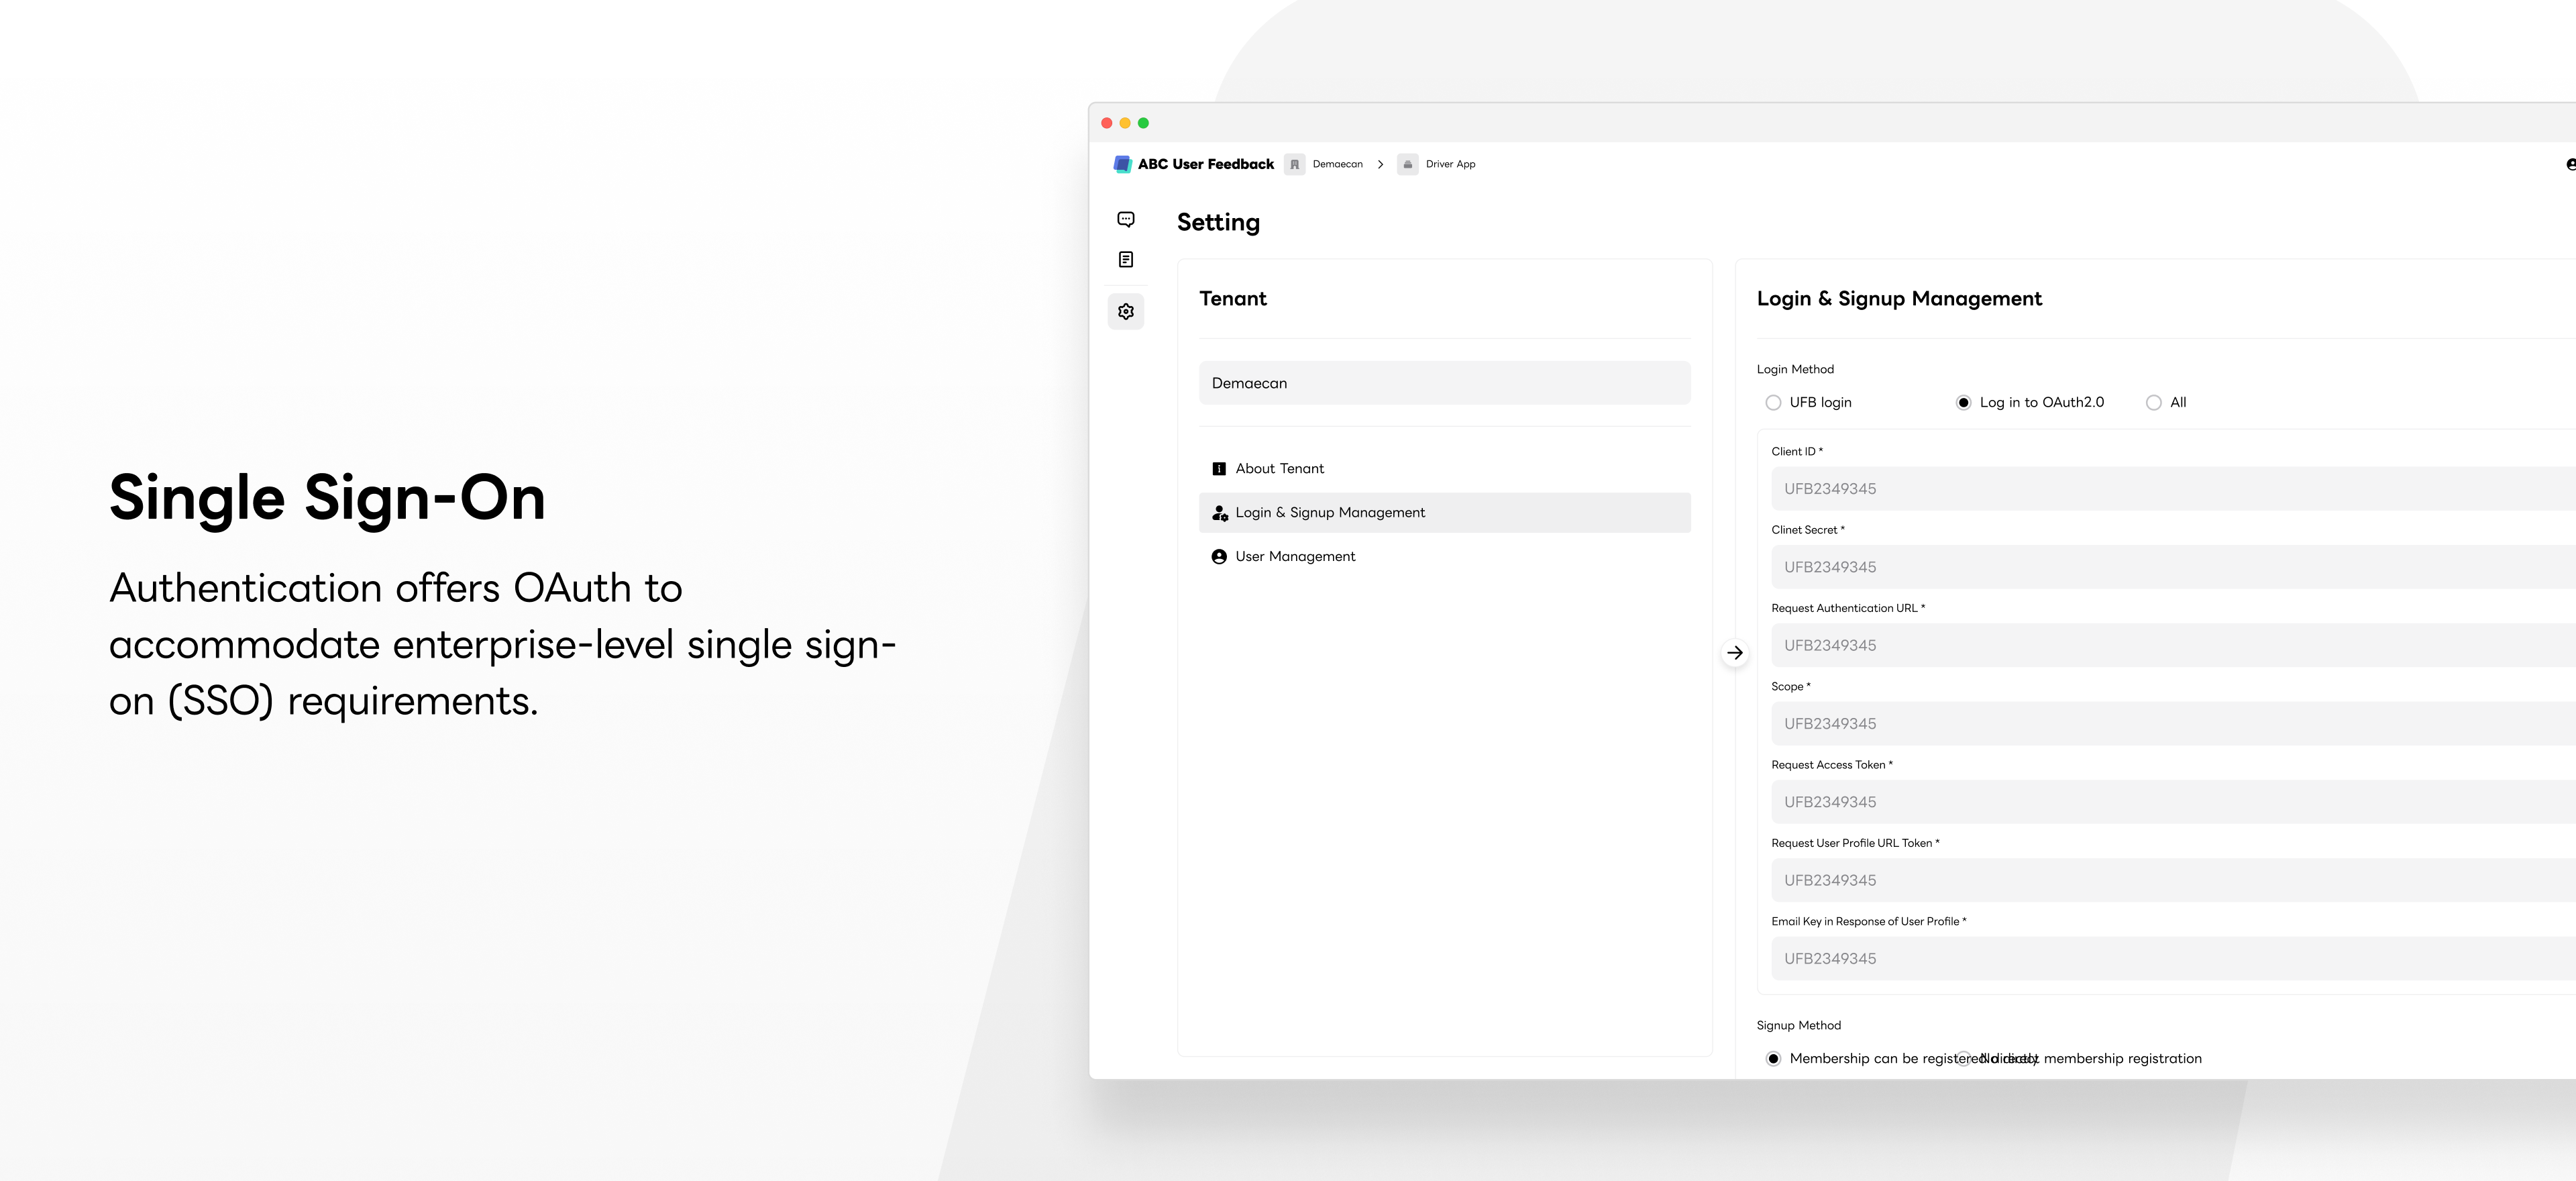 Single Sign-On
Authentication offers OAuth to
accommodate enterprise-level single sign-
on (SSO) requirements.
ABC User Feedback
Demaecan
Driver App
Setting
Tenant
Demaecan
About Tenant
Login & Signup Management
User Management
Login & Signup Management
Login Method
UFB login
Log in to OAuth2.0
All
Client ID *
UFB2349345
Clinet Secret *
UFB2349345
Request Authentication URL *
UFB2349345
Scope *
UFB2349345
Request Access Token *
UFB2349345
Request User Profile URL Token *
UFB2349345
Email Key in Response of User Profile *
UFB2349345
Signup Method
Membership can be registered directly
No direct membership registration